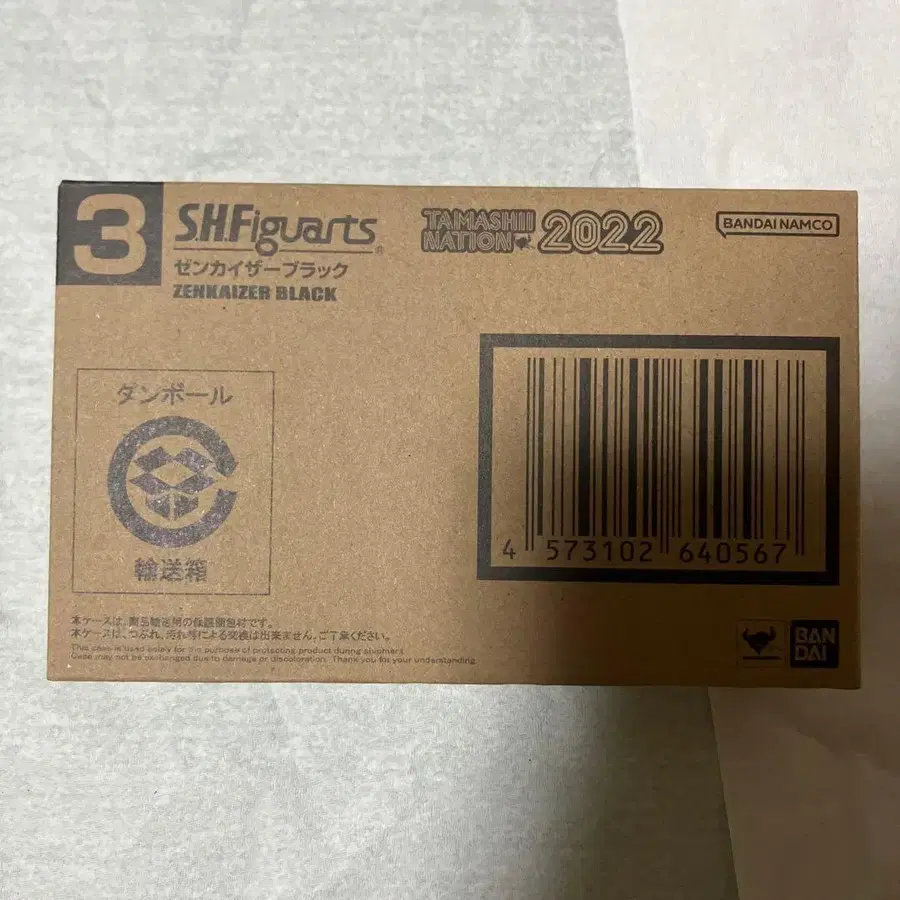 3
S.H.Figuarts
ゼンカイザーブラック
ZENKAIZER BLACK
TAMASHII
NATION 2022
BANDAI NAMCO
ダンボール
輸送箱
4 573102 640567
本ケースは、商品輸送用の保護梱包材です。
本ケースは、つぶれ、汚れ等による交換は出来ません。ご了承ください。
This case is used solely for the purpose of protecting product during shipment.
Case may not be exchanged due to damage or discoloration. Thank you for your understanding.
BAN
DAI